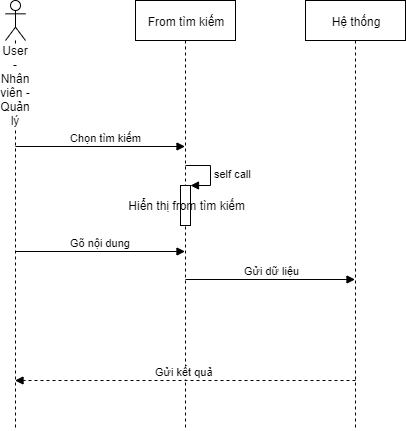 From tìm kiếm
Hệ thống
User
-
Nhân
viên -
Quản
lý
Chọn tìm kiếm
self call
Hiển thị from tìm kiếm
Gõ nội dung
Gửi dữ liệu
Gửi kết quả